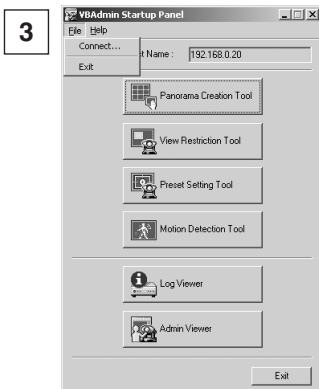 3
VBAdmin Startup Panel
File Help
Connect...
Exit
t Name : 192.168.0.20
Panorama Creation Tool
View Restriction Tool
Preset Setting Tool
Motion Detection Tool
Log Viewer
Admin Viewer
Exit